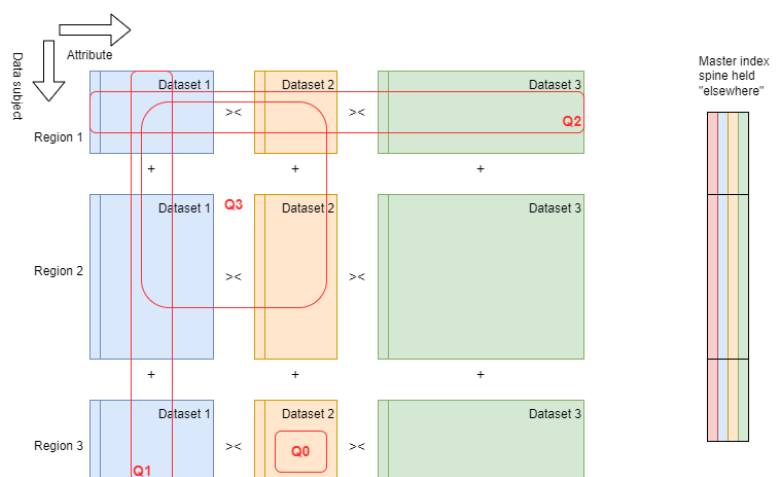 Attribute
Data subject
Master index
spine held
"elsewhere"
Dataset 1
Dataset 2
Dataset 3
><
><
Q2
Region 1
+
+
+
Dataset 1
Q3
Dataset 2
Dataset 3
Region 2
><
><
+
+
+
Dataset 1
Dataset 2
Dataset 3
Region 3
><
Q0
><
Q1